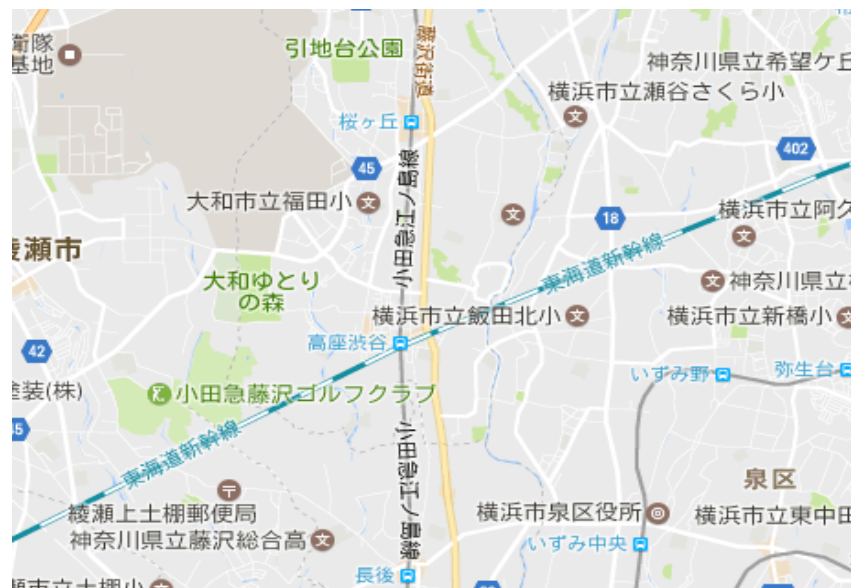 衛隊
基地
引地台公園
藤沢街道
神奈川県立希望ケ丘
横浜市立瀬谷さくら小
桜ヶ丘
402
45
小田急江ノ島線
大和市立福田小
18
横浜市立阿久
綾瀬市
東海道新幹線
大和ゆとり
の森
神奈川県立
横浜市立飯田北小
横浜市立新橋小
高座渋谷
42
いずみ野
弥生台
塗装(株)
小田急藤沢ゴルフクラブ
45
小田急江ノ島線
東海道新幹線
泉区
綾瀬上土棚郵便局
横浜市泉区役所
横浜市立東中田
神奈川県立藤沢総合高
いずみ中央
長後
瀬市立土棚小